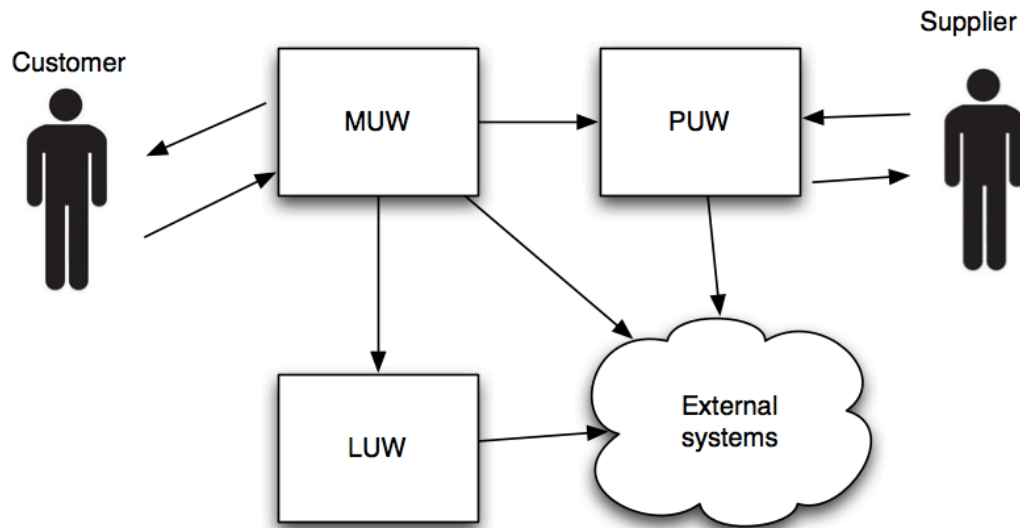 Supplier
Customer
MUW
PUW
External
systems
LUW